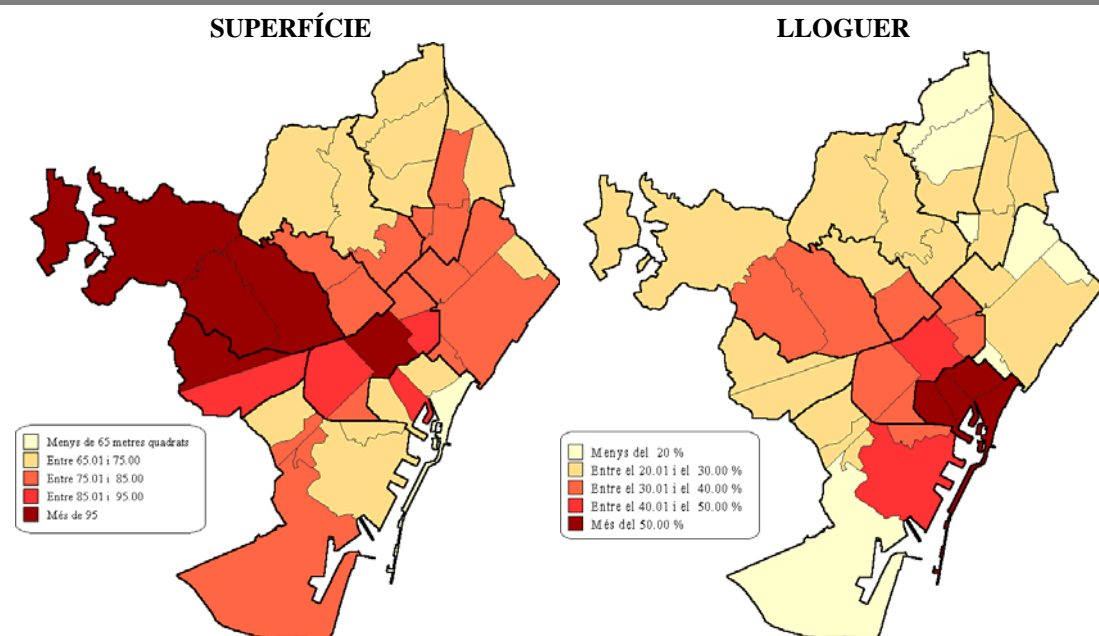 SUPERFÍCIE
LLOGUER
Menys de 65 metres quadrats
Entre 65.01 i 75.00
Entre 75.01 i 85.00
Entre 85.01 i 95.00
Més de 95
Menys del 20 %
Entre el 20.01 i el 30.00 %
Entre el 30.01 i el 40.00 %
Entre el 40.01 i el 50.00 %
Més del 50.00 %